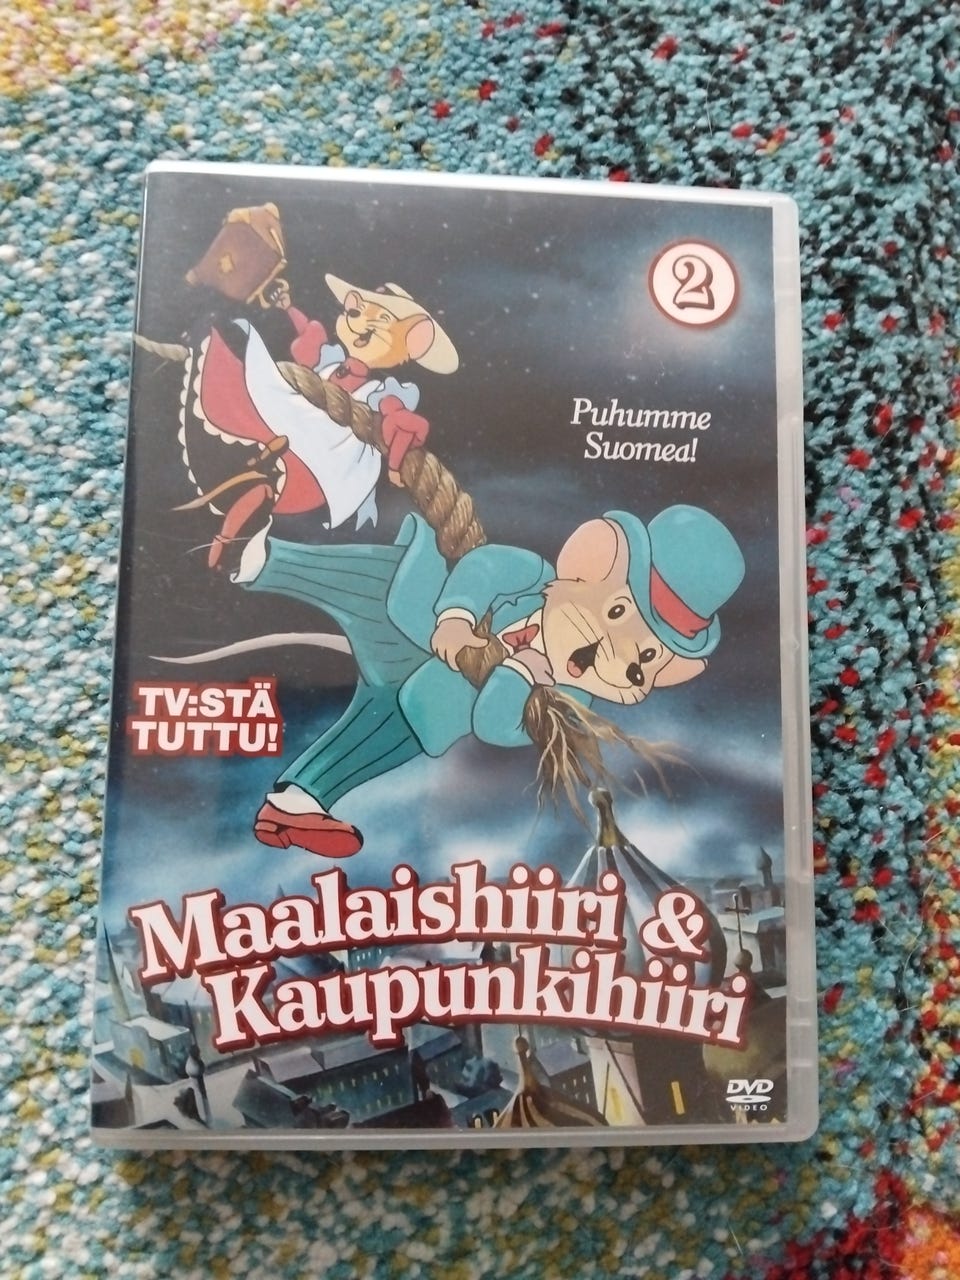 2
Puhumme
Suomea!
TV:STÄ
TUTTU!
Maalaishiiri &
Kaupunkihiiri
DVD
VIDEO